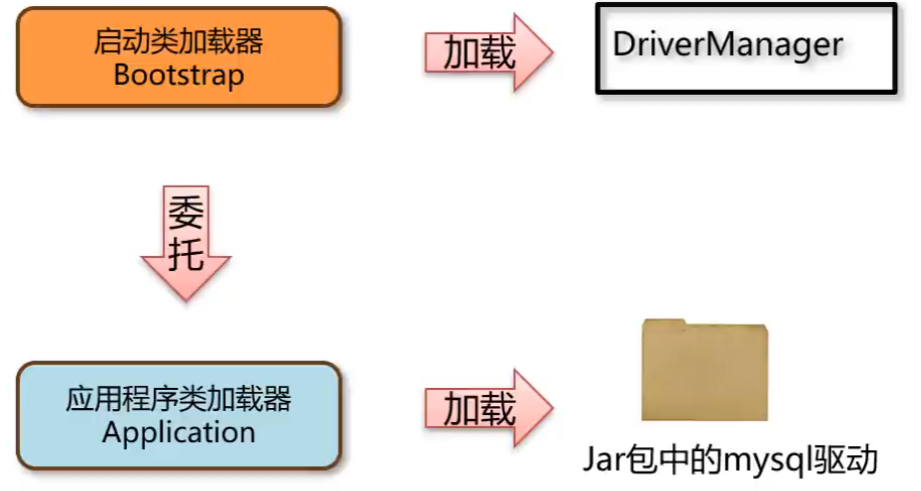 启动类加载器
Bootstrap
加载
DriverManager
委
托
应用程序类加载器
Application
加载
Jar包中的mysql驱动